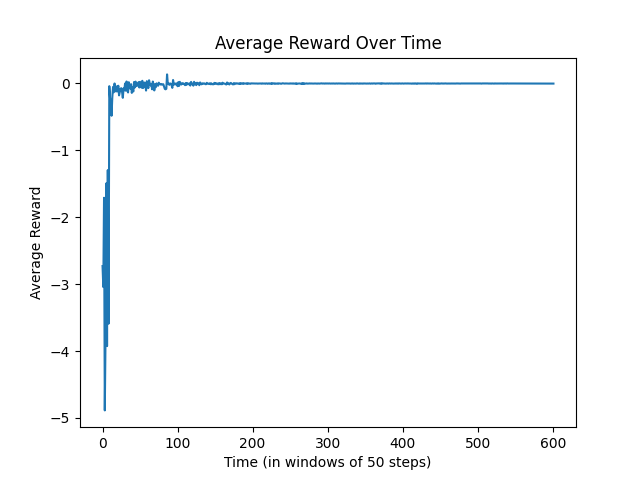 Average Reward Over Time
Average Reward
0
−1
−2
−3
−4
−5
0 100 200 300 400 500 600
Time (in windows of 50 steps)